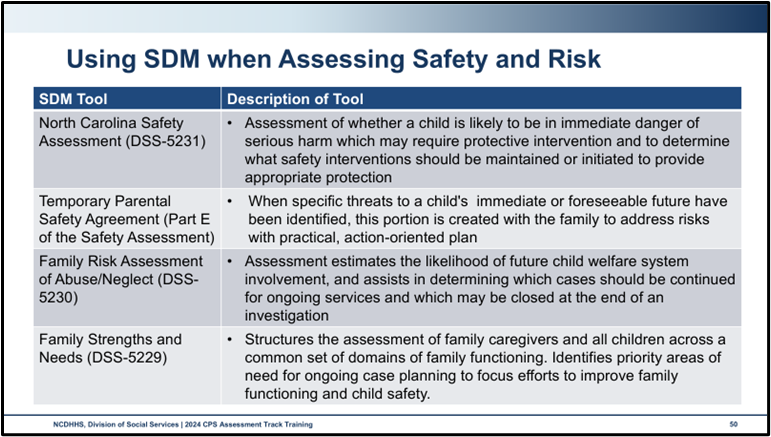 Using SDM when Assessing Safety and Risk
SDM Tool
Description of Tool
North Carolina Safety
Assessment (DSS-5231)
• Assessment of whether a child is likely to be in immediate danger of
serious harm which may require protective intervention and to determine
what safety interventions should be maintained or initiated to provide
appropriate protection
Temporary Parental
Safety Agreement (Part E
of the Safety Assessment)
• When specific threats to a child's  immediate or foreseeable future have
been identified, this portion is created with the family to address risks
with practical, action-oriented plan
Family Risk Assessment
of Abuse/Neglect (DSS-
5230)
• Assessment estimates the likelihood of future child welfare system
involvement, and assists in determining which cases should be continued
for ongoing services and which may be closed at the end of an
investigation
Family Strengths and
Needs (DSS-5229)
• Structures the assessment of family caregivers and all children across a
common set of domains of family functioning. Identifies priority areas of
need for ongoing case planning to focus efforts to improve family
functioning and child safety.
NCDHHS, Division of Social Services | 2024 CPS Assessment Track Training
50